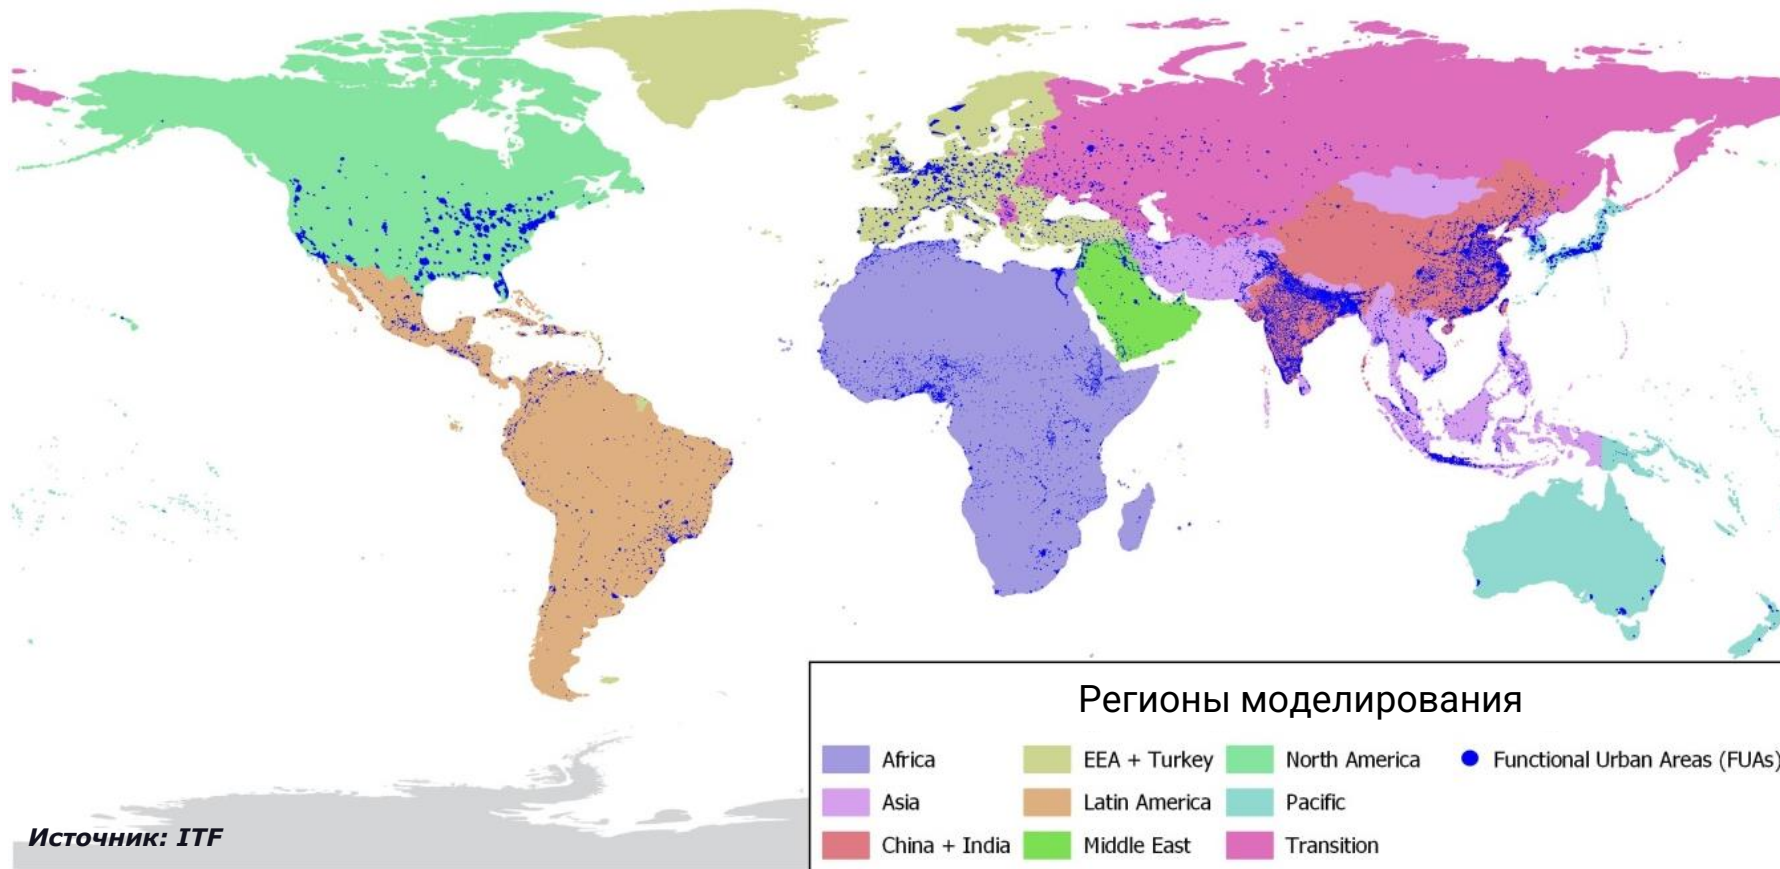 Регионы моделирования
Africa
EEA + Turkey
North America
Functional Urban Areas (FUAs)
Asia
Latin America
Pacific
China + India
Middle East
Transition
Источник: ITF